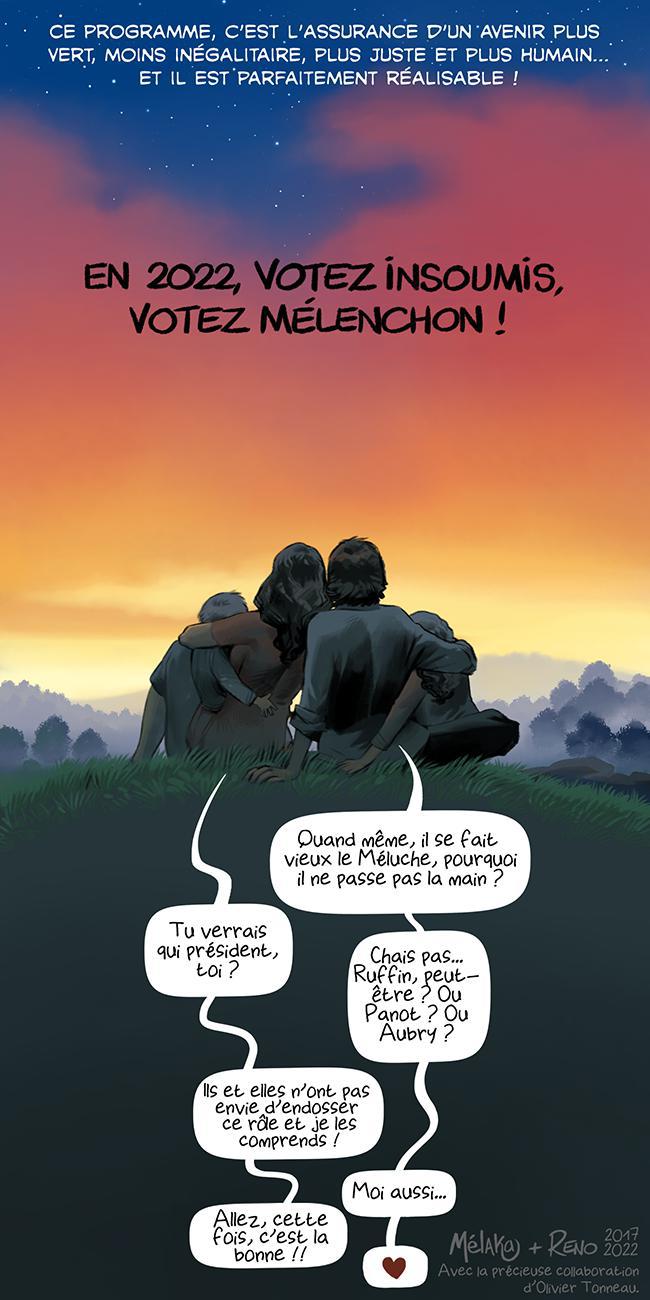 CE PROGRAMME, C'EST L'ASSURANCE D'UN AVENIR PLUS
VERT, MOINS INÉGALITAIRE, PLUS JUSTE ET PLUS HUMAIN...
ET IL EST PARFAITEMENT RÉALISABLE !
EN 2022, VOTEZ INSOUMIS,
VOTEZ MÉLENCHON !
Quand même, il se fait
vieux le Méluche, pourquoi
il ne passe pas la main ?
Tu verrais
qui président,
toi ?
Chais pas...
Ruffin, peut-
être ? Ou
Panot ? Ou
Aubry ?
Ils et elles n'ont pas
envie d'endosser
ce rôle et je les
comprends !
Moi aussi...
Allez, cette
fois, c'est la
bonne !!
Mélaka + Reno 2017
2022
Avec la précieuse collaboration
d'Olivier Tonneau.